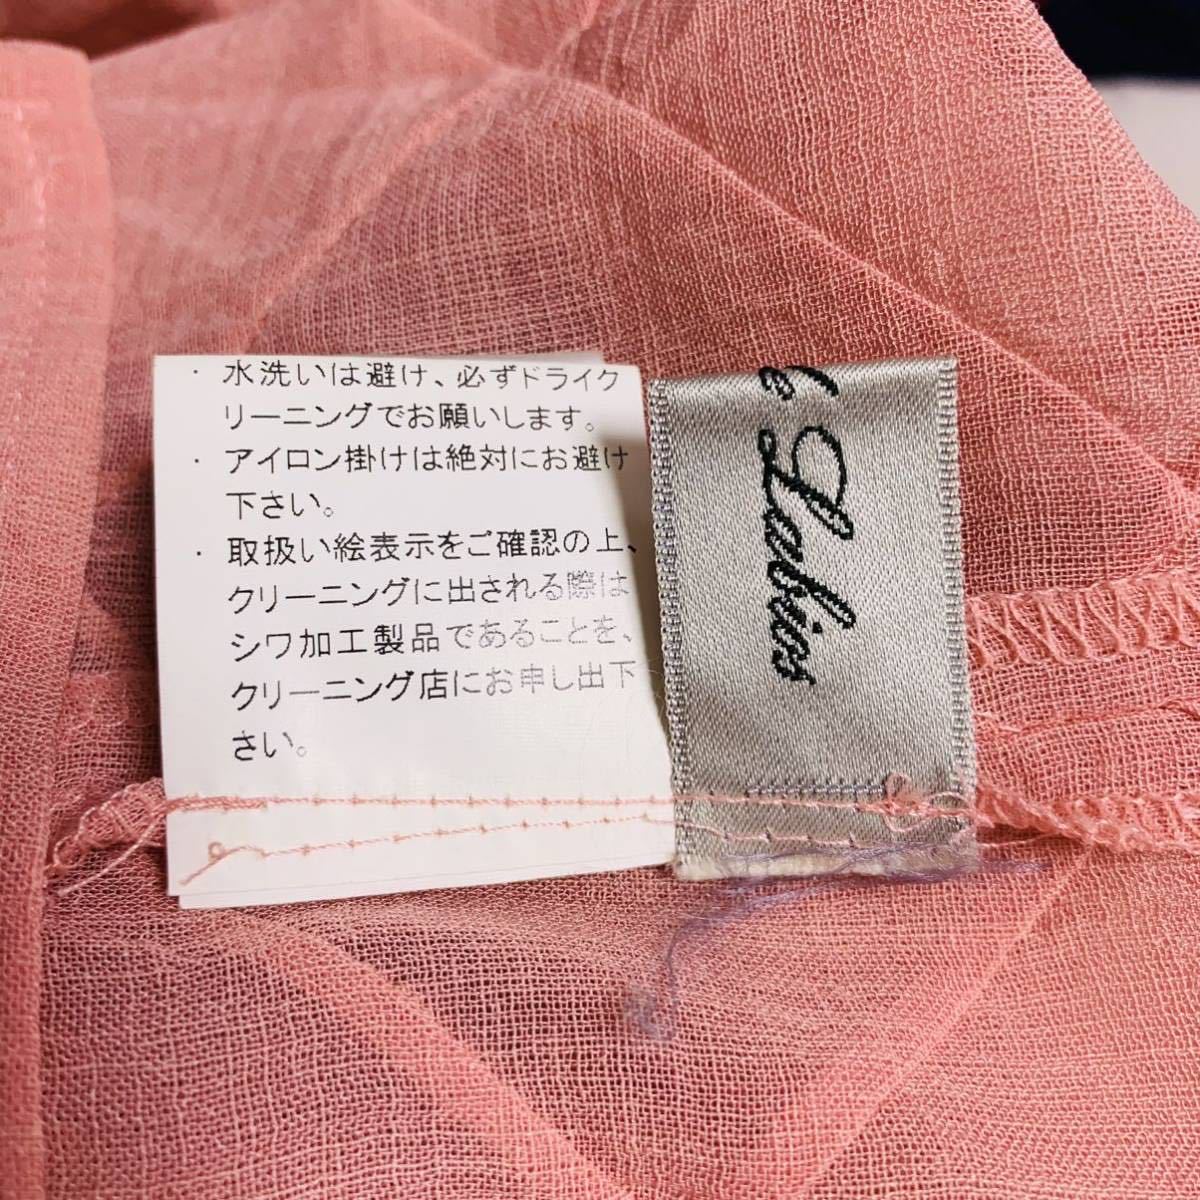 ・水洗いは避け、必ずドライク
リーニングでお願いします。
・アイロン掛けは絶対にお避け
下さい。
・取扱い絵表示をご確認の上、
クリーニングに出される際は
シワ加工製品であることを、
クリーニング店にお申し出下
さい。
Labios